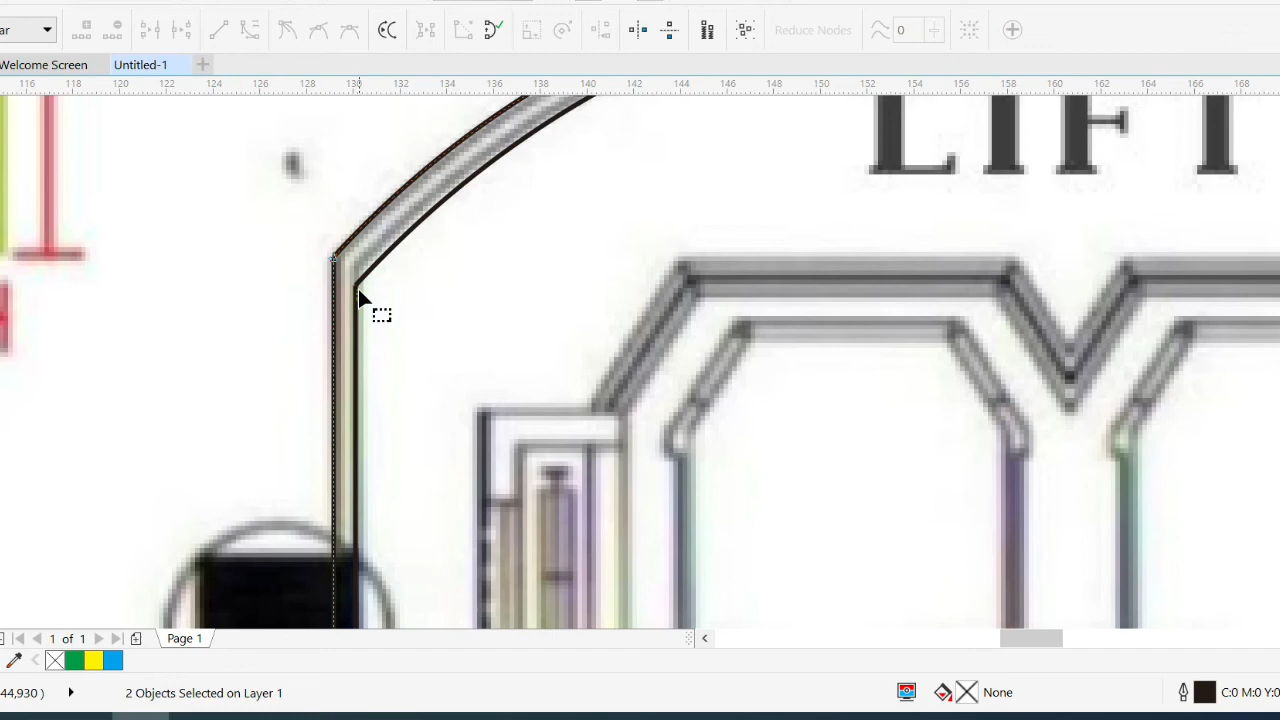 ar
0
Reduce Nodes
Welcome Screen
Untitled-1
116 118 120 122 124 126 128 130 132 134 136 138 140 142 144 146 148 150 152 154 156 158 160 162 164 166 168
LIFT
1 of 1
Page 1
44,930 )
2 Objects Selected on Layer 1
None
C:0 M:0 Y:0